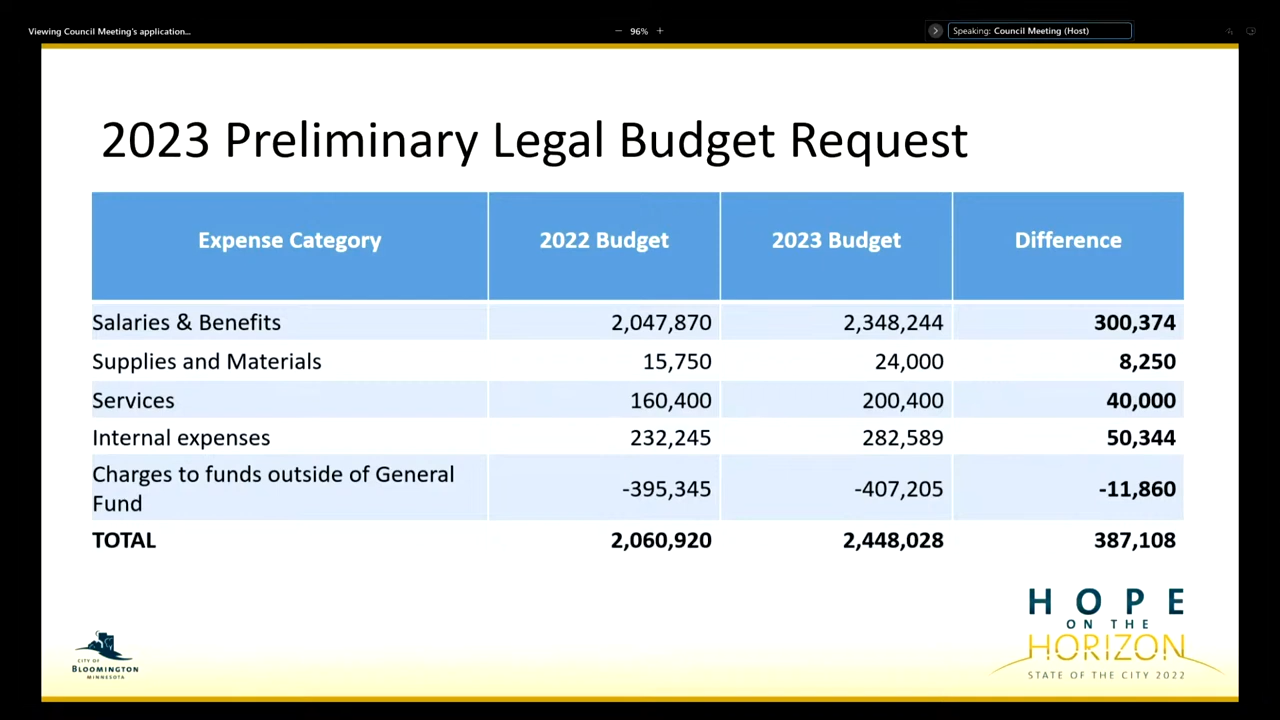 Viewing Council Meeting's application...
− 96% +
Speaking: Council Meeting (Host)
2023 Preliminary Legal Budget Request
Expense Category 2022 Budget 2023 Budget Difference
Salaries & Benefits 2,047,870 2,348,244 300,374
Supplies and Materials 15,750 24,000 8,250
Services 160,400 200,400 40,000
Internal expenses 232,245 282,589 50,344
Charges to funds outside of General
Fund -395,345 -407,205 -11,860
TOTAL 2,060,920 2,448,028 387,108
CITY OF
BLOOMINGTON
MINNESOTA
HOPE
ON THE
HORIZON
STATE OF THE CITY 2022